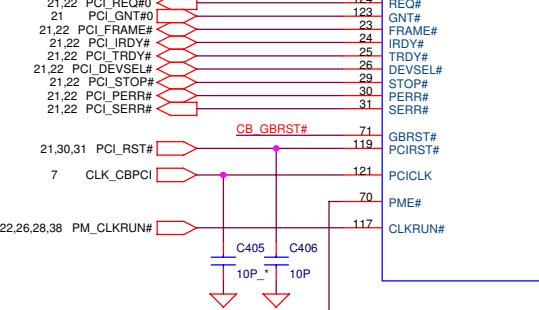 21,22 PCI_REQ#0 124 REQ#
21 PCI_GNT#0 123 GNT#
21,22 PCI_FRAME# 23 FRAME#
21,22 PCI_IRDY# 24 IRDY#
21,22 PCI_TRDY# 25 TRDY#
21,22 PCI_DEVSEL# 26 DEVSEL#
21,22 PCI_STOP# 29 STOP#
21,22 PCI_PERR# 30 PERR#
21,22 PCI_SERR# 31 SERR#
CB_GBRST# 71 GBRST#
21,30,31 PCI_RST# 119 PCIRST#
7 CLK_CBPCI 121 PCICLK
70 PME#
22,26,28,38 PM_CLKRUN# 117 CLKRUN#
C405 C406
10P_* 10P